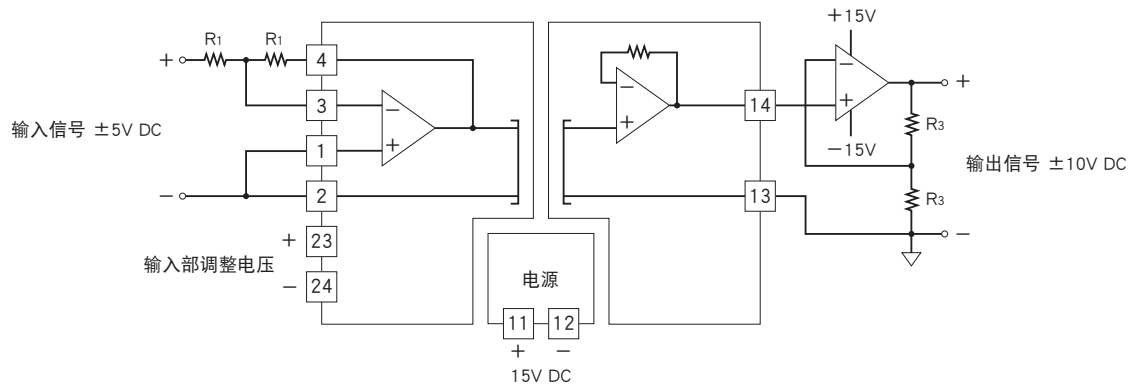 +15V
R1 R1
+ 4 − − +
14
3 − + +
输入信号 ±5V DC
−15V R3
1 + 输出信号 ±10V DC
− 2 13 R3
−
+ 23
输入部调整电压
电源
− 24
11 12
+ −
15V DC